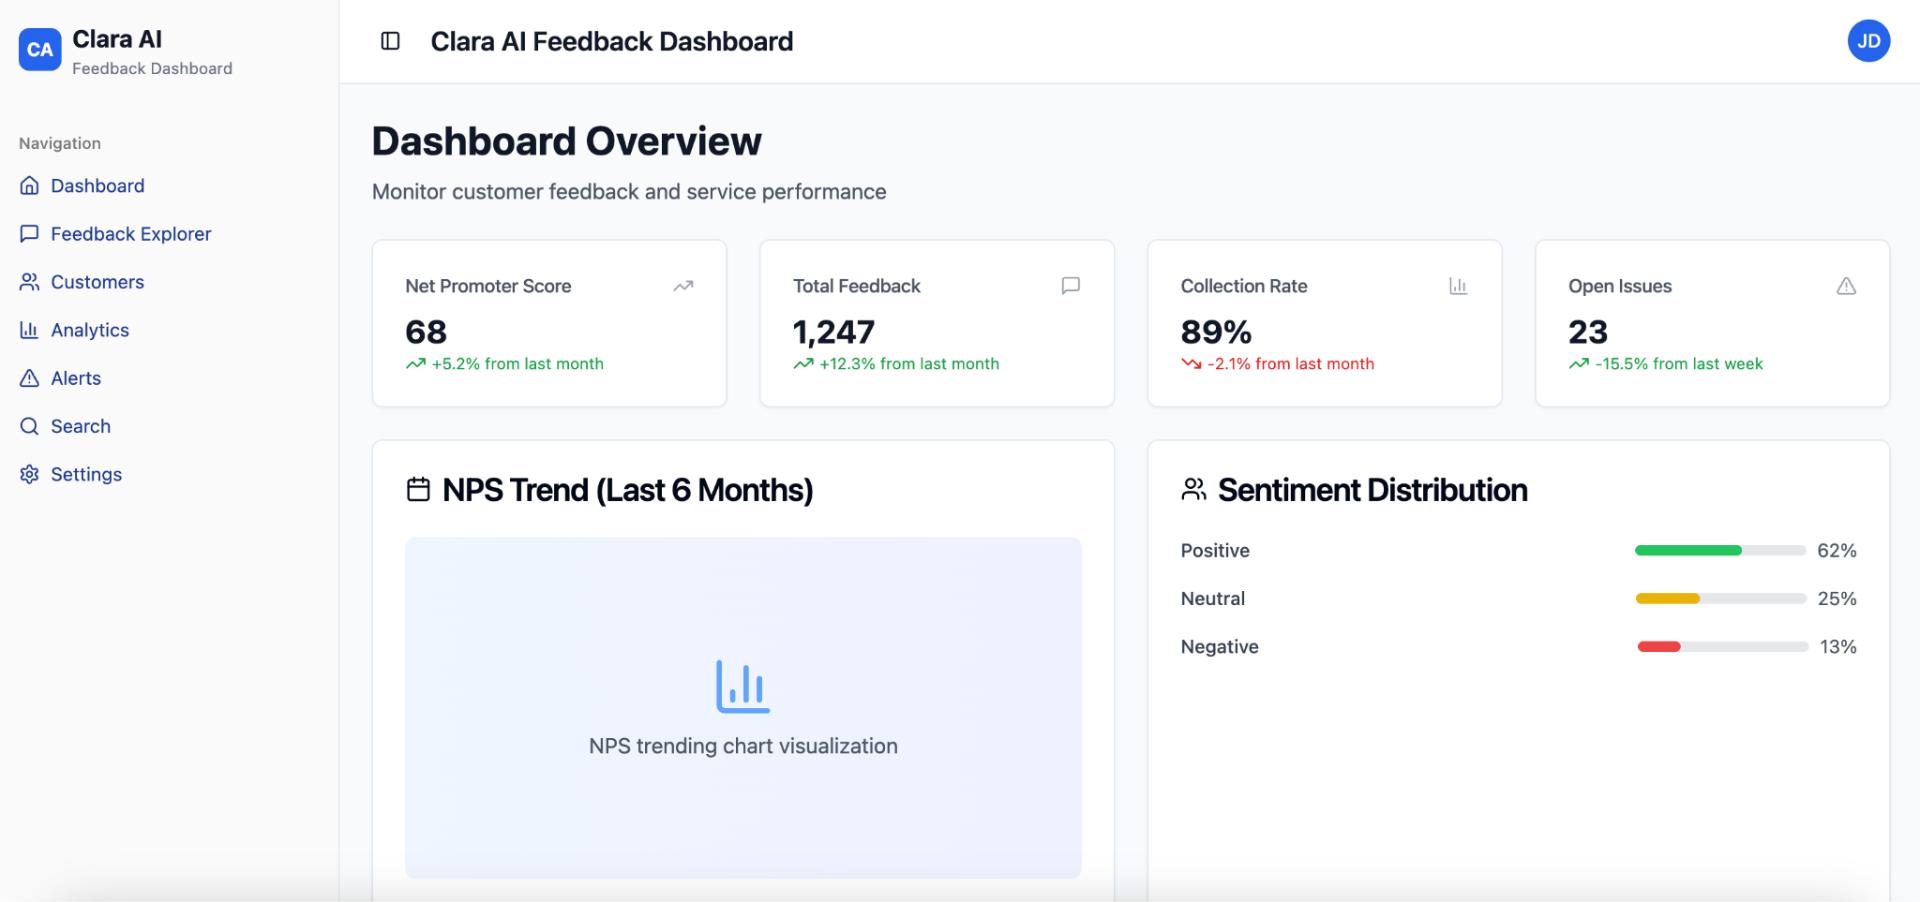 CA
Clara AI
Feedback Dashboard
Navigation
Dashboard
Feedback Explorer
Customers
Analytics
Alerts
Search
Settings
Clara AI Feedback Dashboard
JD
Dashboard Overview
Monitor customer feedback and service performance
Net Promoter Score
68
+5.2% from last month
Total Feedback
1,247
+12.3% from last month
Collection Rate
89%
-2.1% from last month
Open Issues
23
-15.5% from last week
NPS Trend (Last 6 Months)
NPS trending chart visualization
Sentiment Distribution
Positive 62%
Neutral 25%
Negative 13%